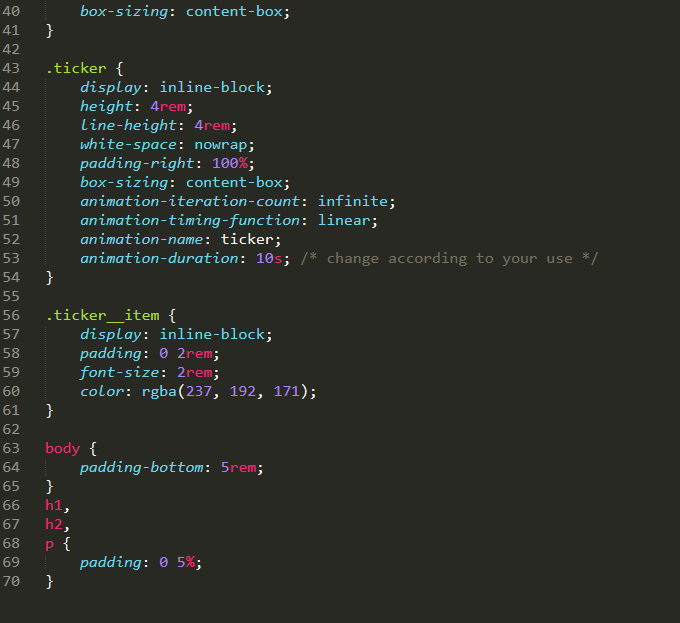 40 box-sizing: content-box;
41 }
42
43 .ticker {
44 display: inline-block;
45 height: 4rem;
46 line-height: 4rem;
47 white-space: nowrap;
48 padding-right: 100%;
49 box-sizing: content-box;
50 animation-iteration-count: infinite;
51 animation-timing-function: linear;
52 animation-name: ticker;
53 animation-duration: 10s; /* change according to your use */
54 }
55
56 .ticker__item {
57 display: inline-block;
58 padding: 0 2rem;
59 font-size: 2rem;
60 color: rgba(237, 192, 171);
61 }
62
63 body {
64 padding-bottom: 5rem;
65 }
66 h1,
67 h2,
68 p {
69 padding: 0 5%;
70 }